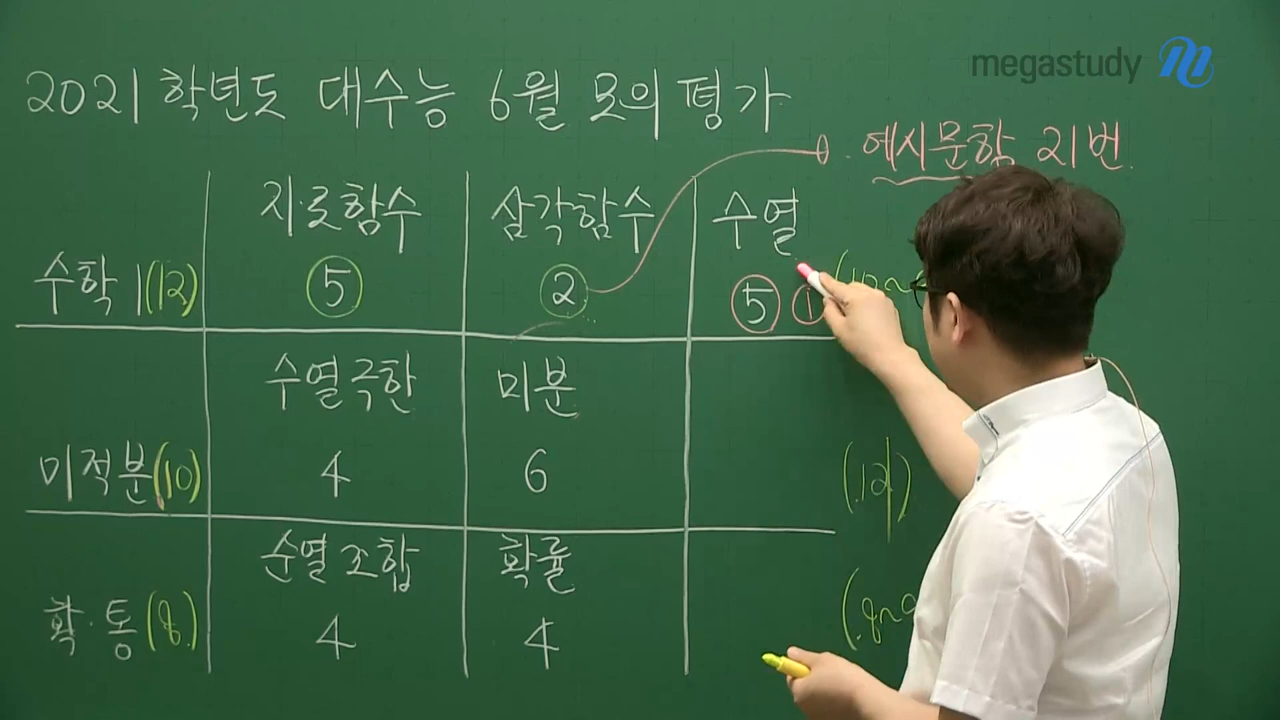 megastudy
2021 학년도 대수능 6월 모의 평가
예시문학 21번
지·로함수 삼각함수 수열
수학 1(12) 5 2 5 1
수열극한 미분
미적분(10) 4 6 (12)
순열조합 확률
확·통(8) 4 4